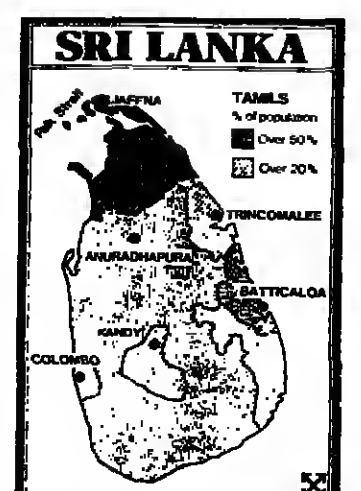 SRI LANKA
JAFFNA
Palk Strait
TAMILS
% of population
Over 50%
Over 20%
TRINCOMALEE
ANURADHAPURA
BATTICALOA
KANDY
COLOMBO